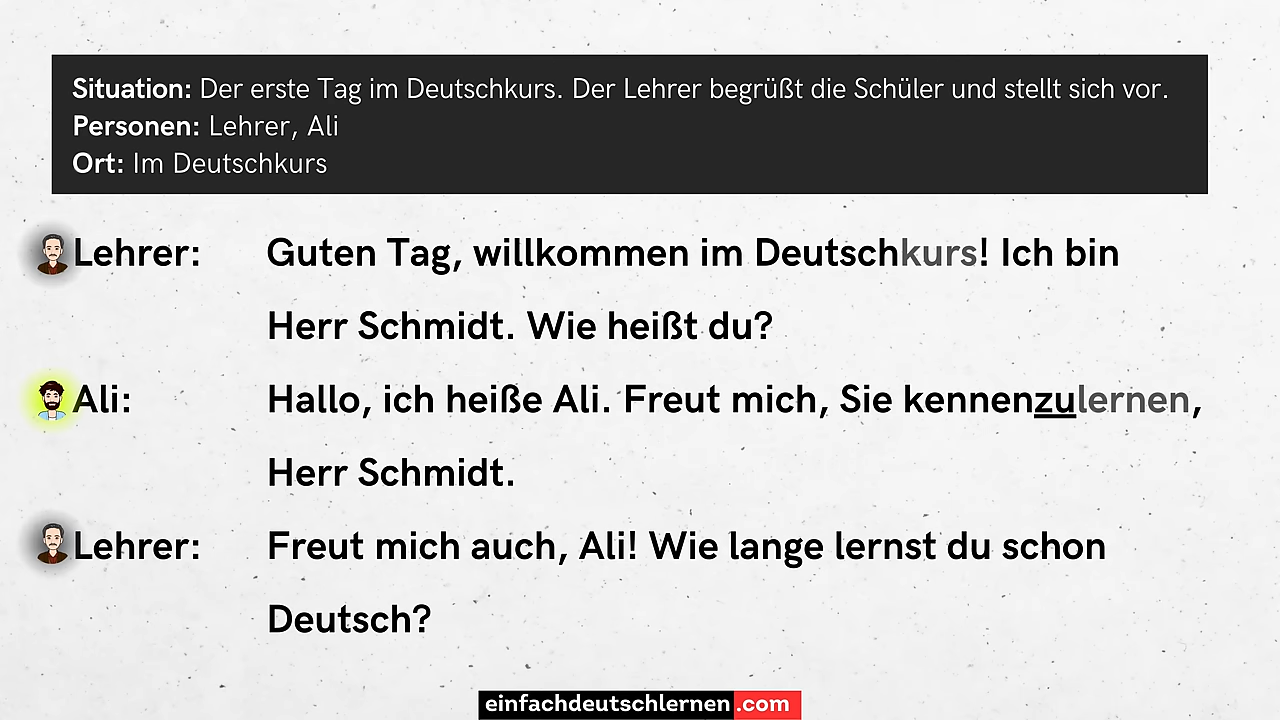 Situation: Der erste Tag im Deutschkurs. Der Lehrer begrüßt die Schüler und stellt sich vor.
Personen: Lehrer, Ali
Ort: Im Deutschkurs
Lehrer: Guten Tag, willkommen im Deutschkurs! Ich bin
Herr Schmidt. Wie heißt du?
Ali: Hallo, ich heiße Ali. Freut mich, Sie kennenzulernen,
Herr Schmidt.
Lehrer: Freut mich auch, Ali! Wie lange lernst du schon
Deutsch?
einfachdeutschlernen.com